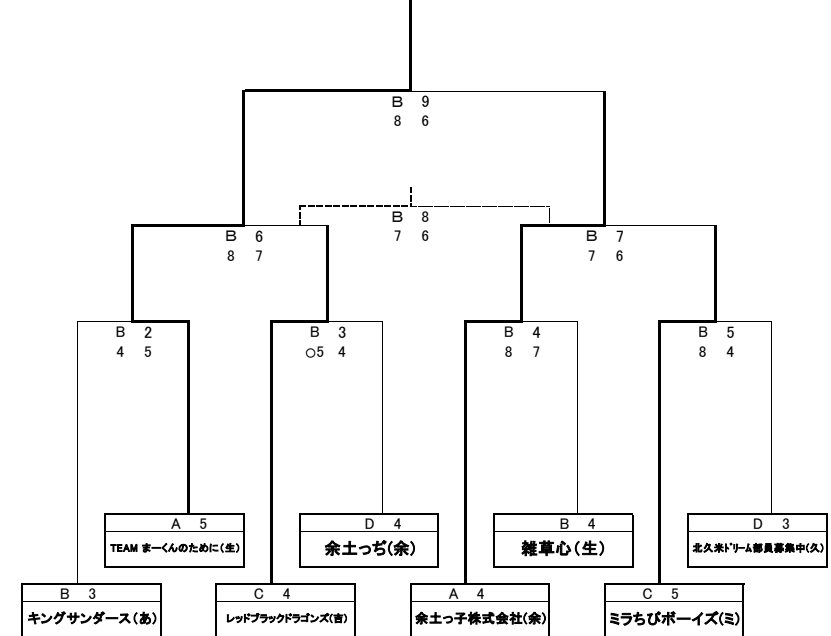 B 9
8 6
B 8
7 6
B 6
8 7
B 7
7 6
B 2
4 5
B 3
○5 4
B 4
8 7
B 5
8 4
A 5
TEAM まーくんのために(生)
D 4
余土っぢ(余)
B 4
雑草心(生)
D 3
北久米ﾄﾞﾘｰﾑ部員募集中(久)
B 3
キングサンダース(あ)
C 4
レッドブラックドラゴンズ(吉)
A 4
余土っ子株式会社(余)
C 5
ミラちびボーイズ(ミ)